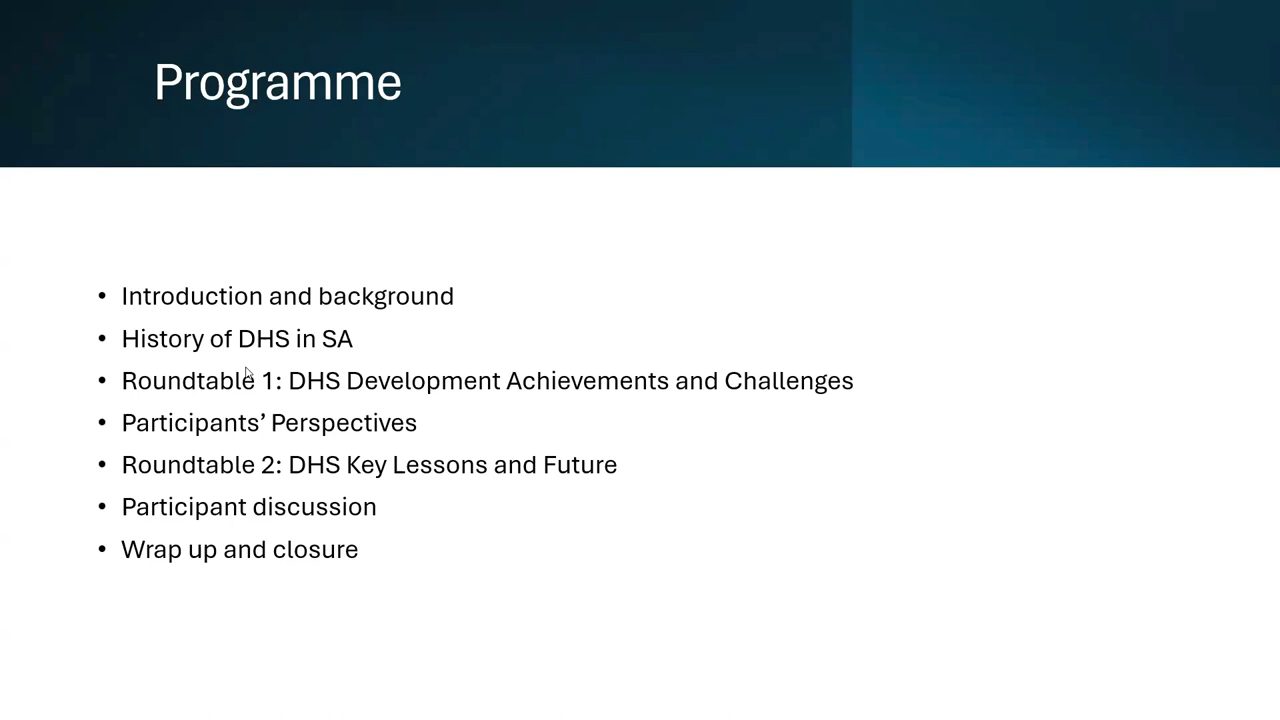 Programme
• Introduction and background
• History of DHS in SA
• Roundtable 1: DHS Development Achievements and Challenges
• Participants’ Perspectives
• Roundtable 2: DHS Key Lessons and Future
• Participant discussion
• Wrap up and closure